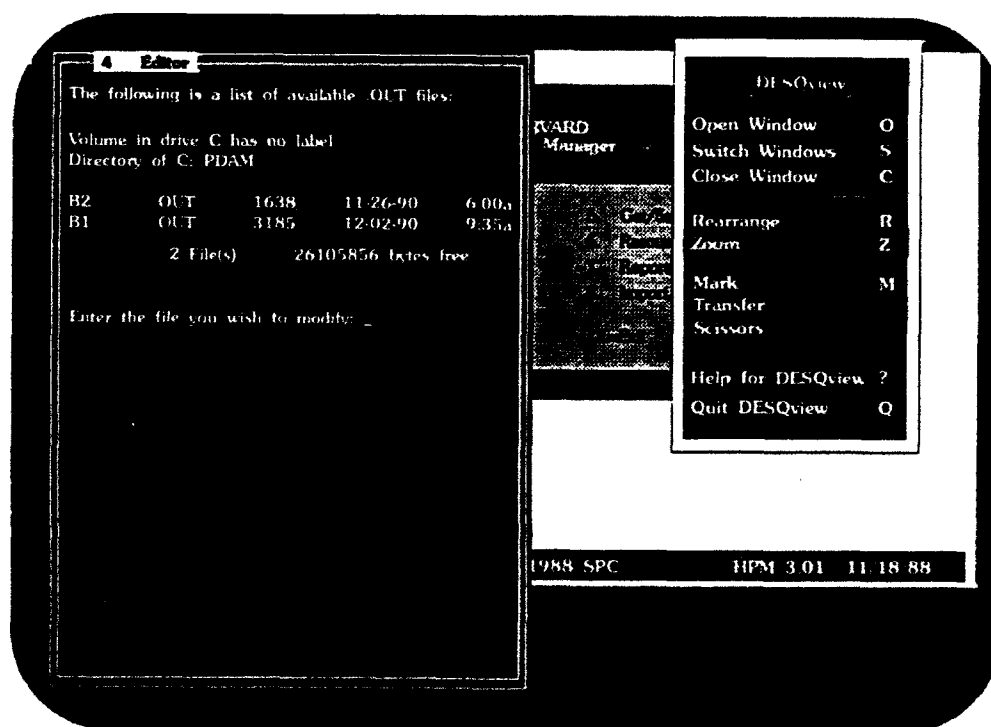 4 Editor
The following is a list of available .OUT files:
Volume in drive C has no label
Directory of C: PDAM
B2 OUT 1638 11-26-90 6:00a
B1 OUT 3185 12-02-90 9:35a
2 File(s) 26105856 bytes free
Enter the file you wish to modify: _
RVARD
Manager
1988 SPC HPM 3.01 11/18/88
DESQview
Open Window O
Switch Windows S
Close Window C
Rearrange R
Zoom Z
Mark M
Transfer
Scissors
Help for DESQview ?
Quit DESQview Q